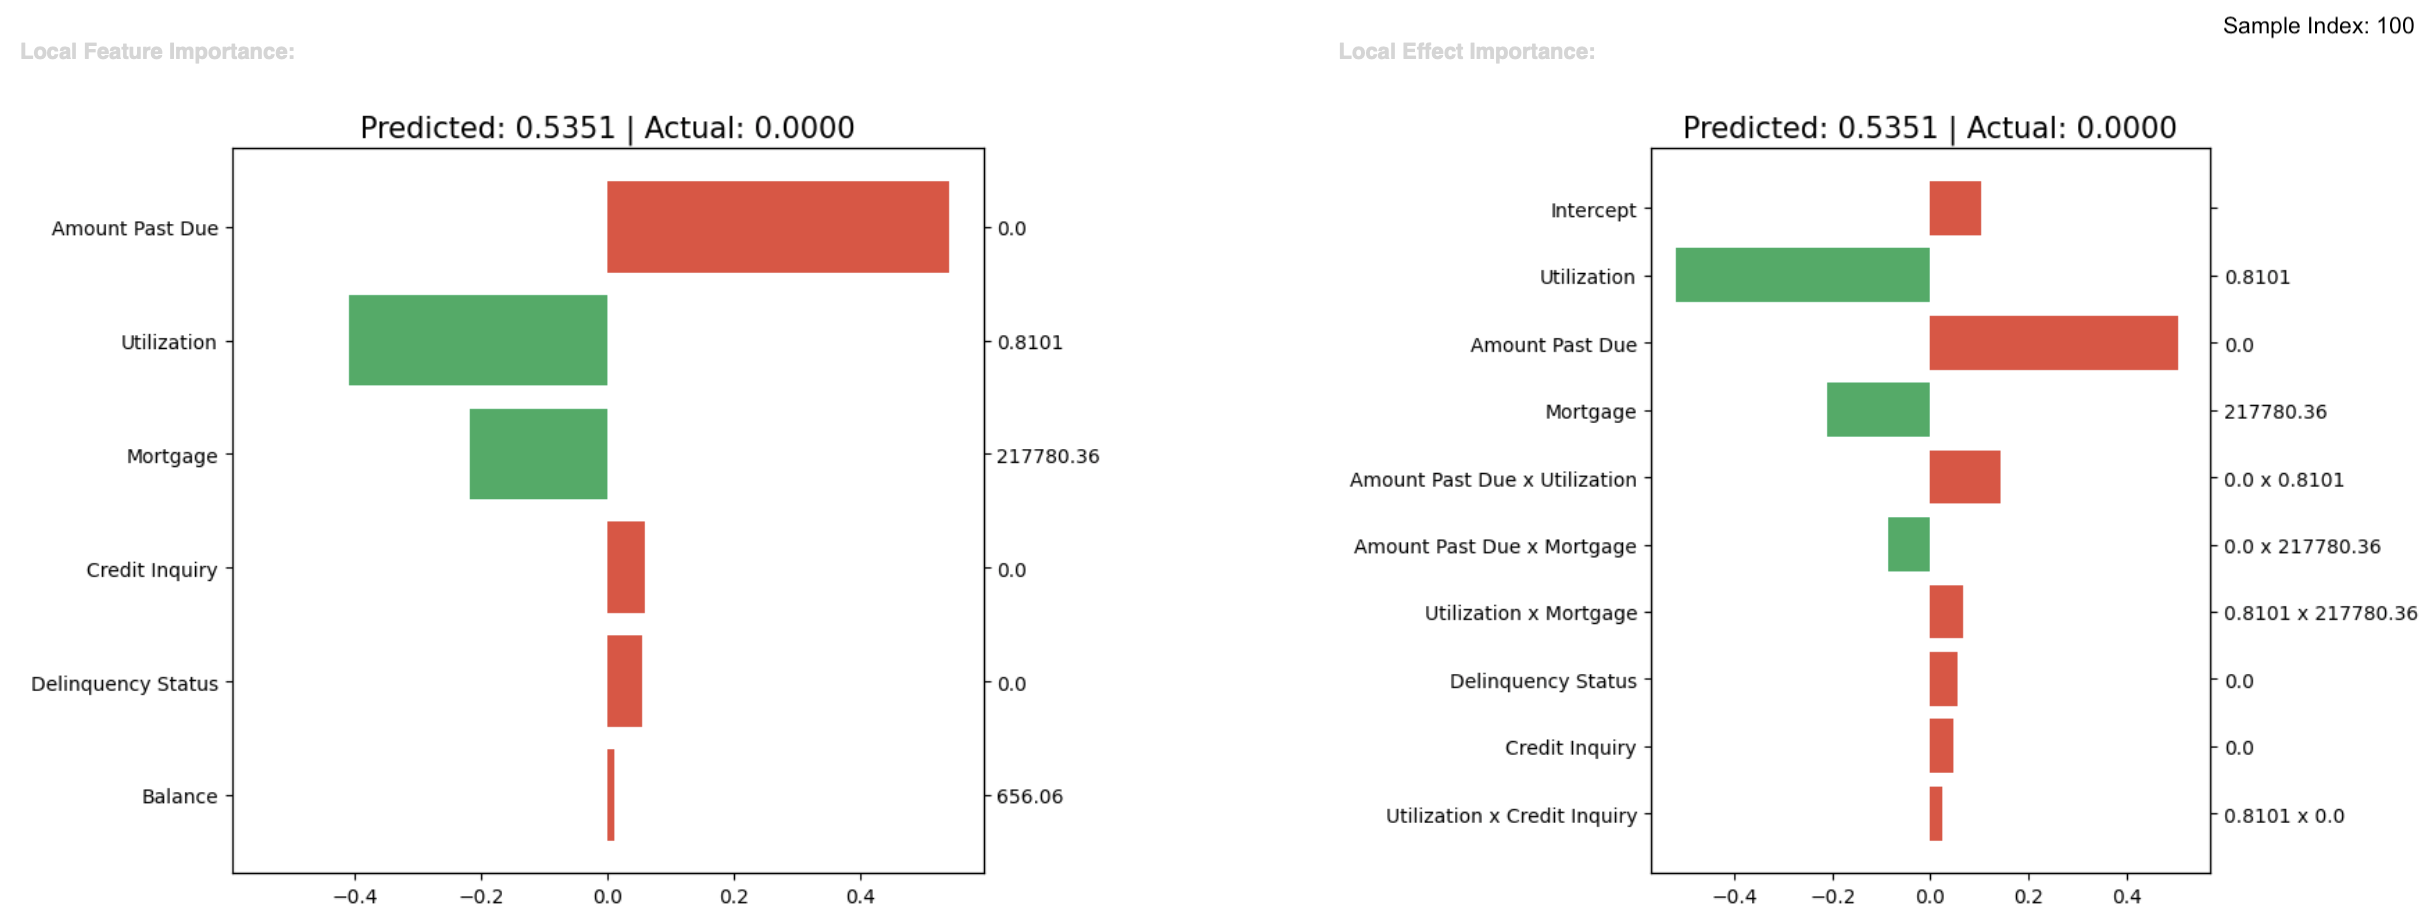 Sample Index: 100
Local Feature Importance:
Predicted: 0.5351 | Actual: 0.0000
Amount Past Due 0.0
Utilization 0.8101
Mortgage 217780.36
Credit Inquiry 0.0
Delinquency Status 0.0
Balance 656.06
−0.4 −0.2 0.0 0.2 0.4
Local Effect Importance:
Predicted: 0.5351 | Actual: 0.0000
Intercept
Utilization 0.8101
Amount Past Due 0.0
Mortgage 217780.36
Amount Past Due x Utilization 0.0 x 0.8101
Amount Past Due x Mortgage 0.0 x 217780.36
Utilization x Mortgage 0.8101 x 217780.36
Delinquency Status 0.0
Credit Inquiry 0.0
Utilization x Credit Inquiry 0.8101 x 0.0
−0.4 −0.2 0.0 0.2 0.4